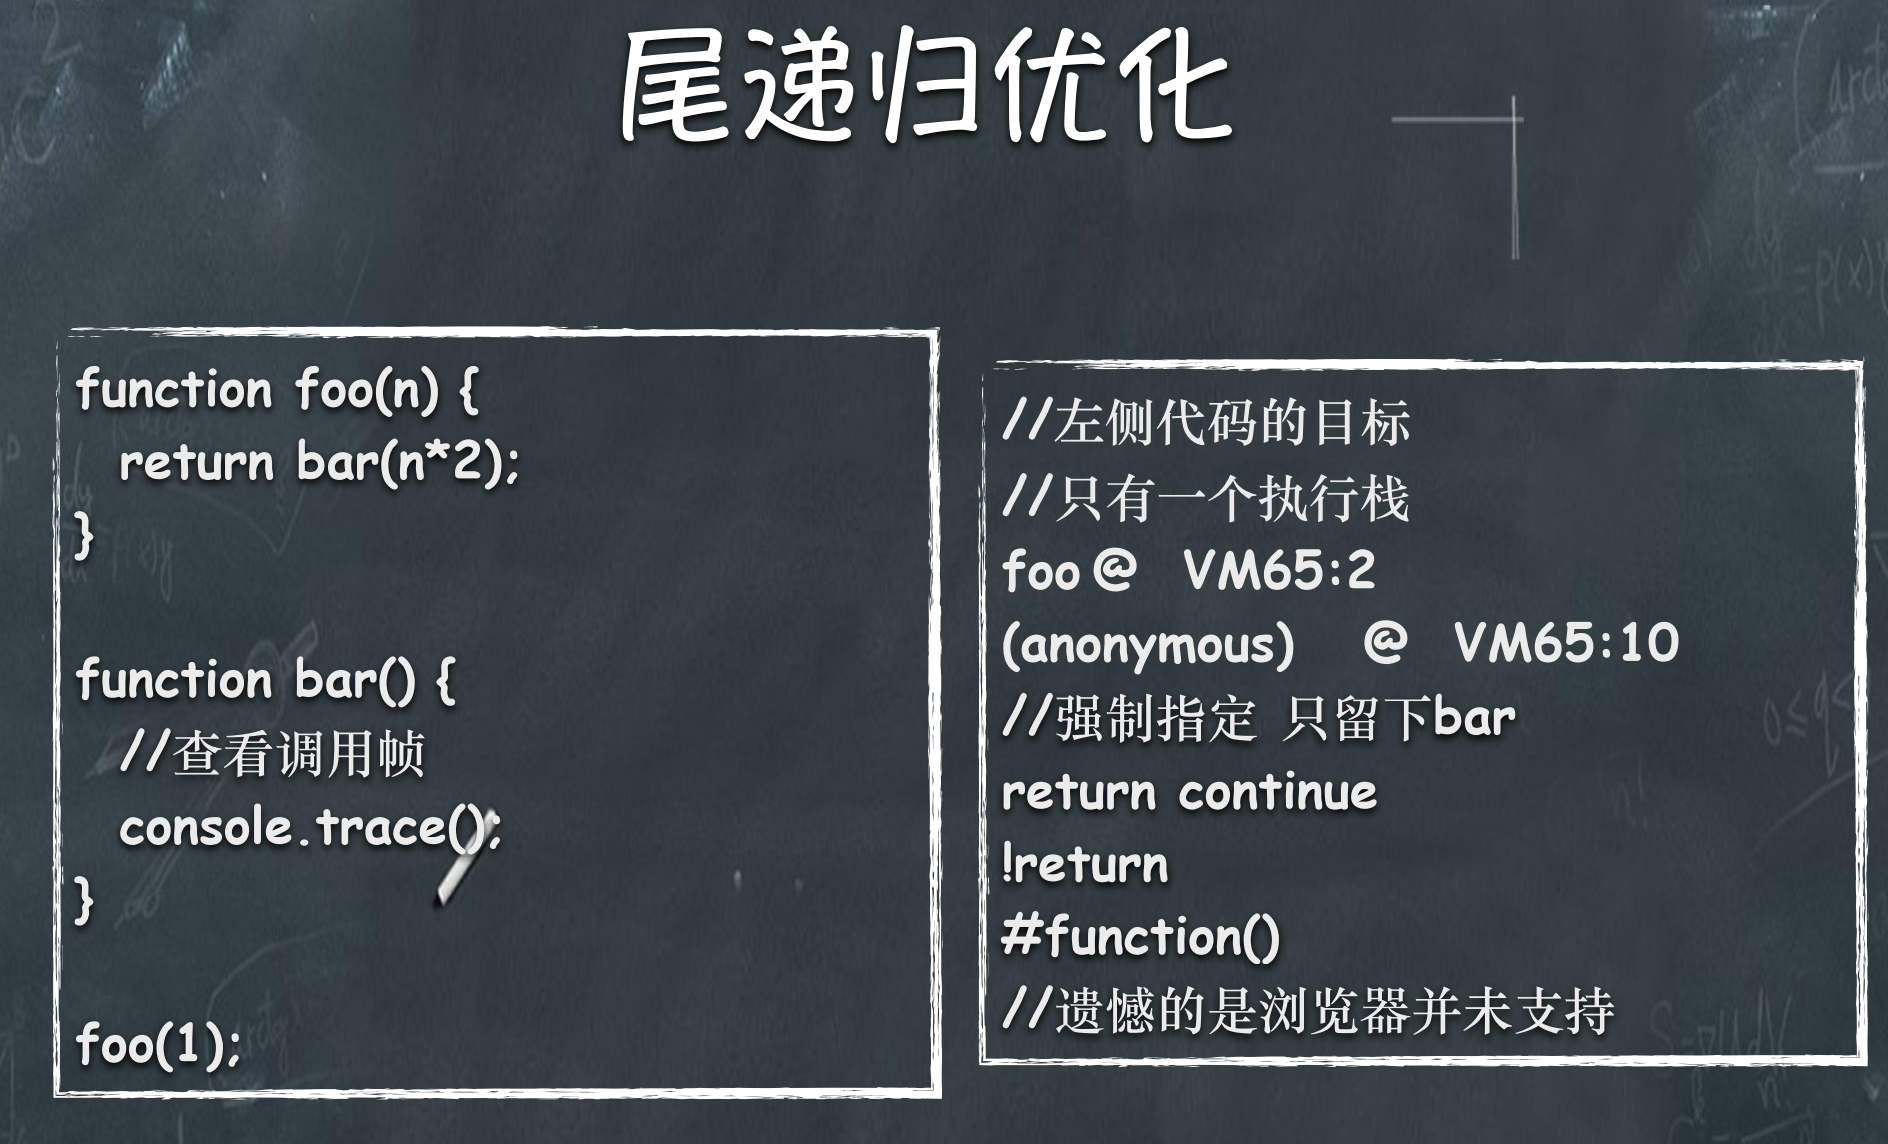 尾递归优化
function foo(n) {
return bar(n*2);
}
function bar() {
//查看调用帧
console.trace();
}
foo(1);
//左侧代码的目标
//只有一个执行栈
foo @ VM65:2
(anonymous) @ VM65:10
//强制指定 只留下bar
return continue
!return
#function()
//遗憾的是浏览器并未支持